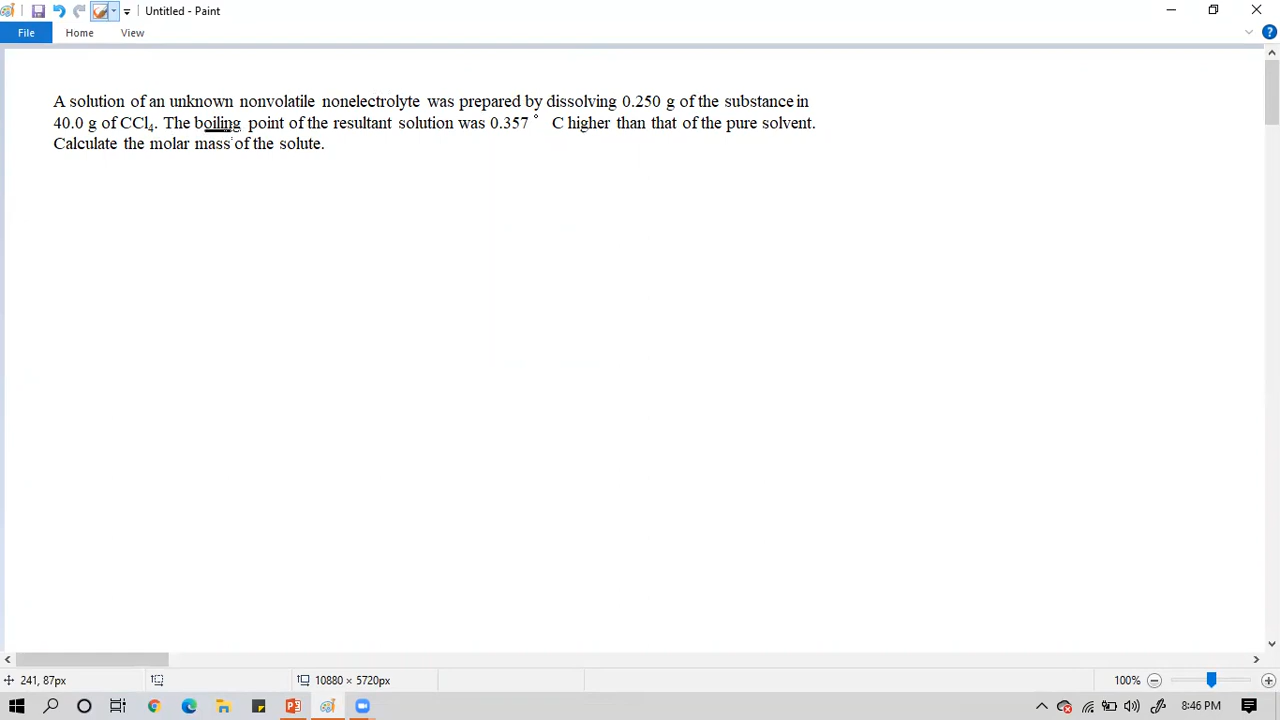 Untitled - Paint
File Home View
A solution of an unknown nonvolatile nonelectrolyte was prepared by dissolving 0.250 g of the substance in
40.0 g of CCl₄. The boiling point of the resultant solution was 0.357 ° C higher than that of the pure solvent.
Calculate the molar mass of the solute.
241, 87px 10880 × 5720px 100%
8:46 PM